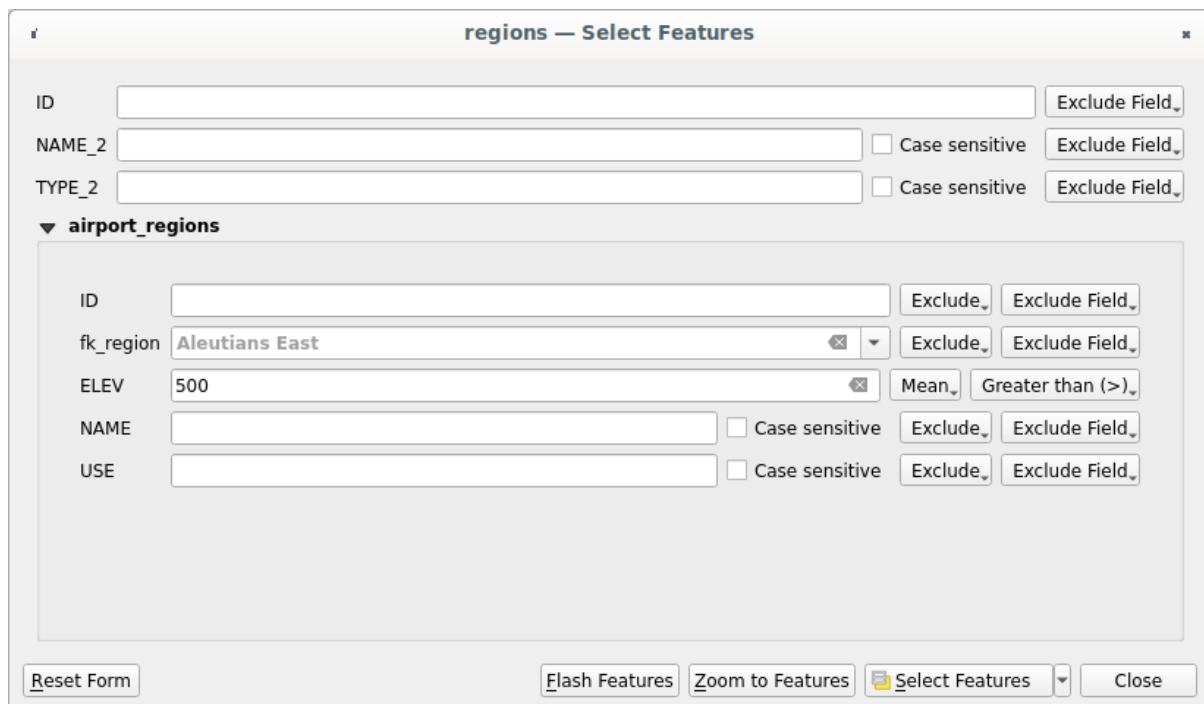 regions — Select Features
ID Exclude Field
NAME_2 Case sensitive Exclude Field
TYPE_2 Case sensitive Exclude Field
airport_regions
ID Exclude Exclude Field
fk_region Aleutians East Exclude Exclude Field
ELEV 500 Mean Greater than (>)
NAME Case sensitive Exclude Exclude Field
USE Case sensitive Exclude Exclude Field
Reset Form Flash Features Zoom to Features Select Features Close